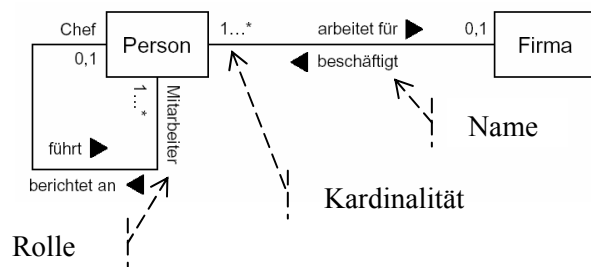 Chef
0,1
Person
1...*
arbeitet für
0,1
Firma
beschäftigt
1...*
Mitarbeiter
führt
berichtet an
Name
Kardinalität
Rolle